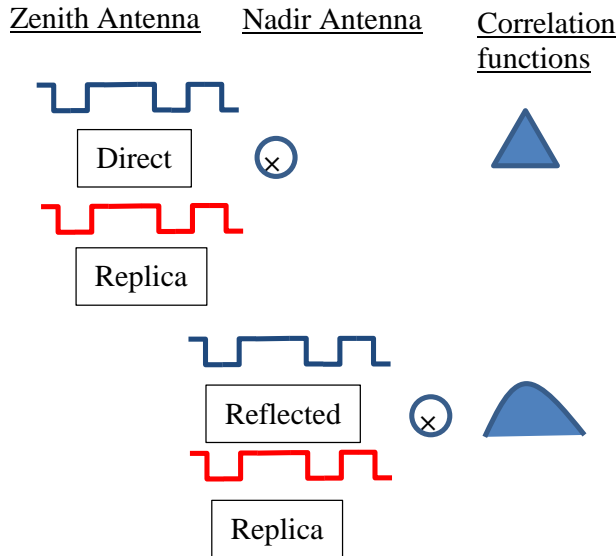 Zenith Antenna
Nadir Antenna
Correlation
functions
Direct
×
Replica
Reflected
×
Replica